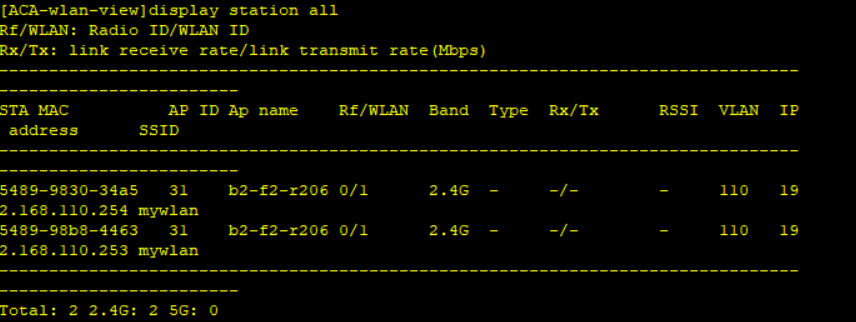 [ACA-wlan-view]display station all
Rf/WLAN: Radio ID/WLAN ID
Rx/Tx: link receive rate/link transmit rate(Mbps)
--------------------------------------------------------------------------------
------------------------
STA MAC          AP ID Ap name    Rf/WLAN  Band  Type  Rx/Tx      RSSI  VLAN  IP
 address      SSID
--------------------------------------------------------------------------------
------------------------
5489-9830-34a5   31    b2-f2-r206 0/1      2.4G  -     -/-        -     110   19
2.168.110.254 mywlan
5489-98b8-4463   31    b2-f2-r206 0/1      2.4G  -     -/-        -     110   19
2.168.110.253 mywlan
--------------------------------------------------------------------------------
------------------------
Total: 2 2.4G: 2 5G: 0